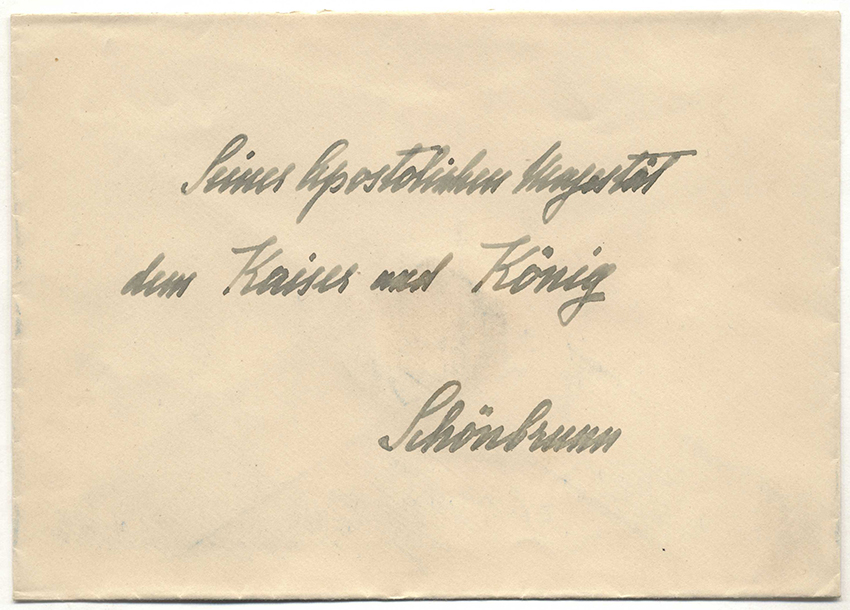 Seiner Apostolischen Majestät
dem Kaiser und König
Schönbrunn